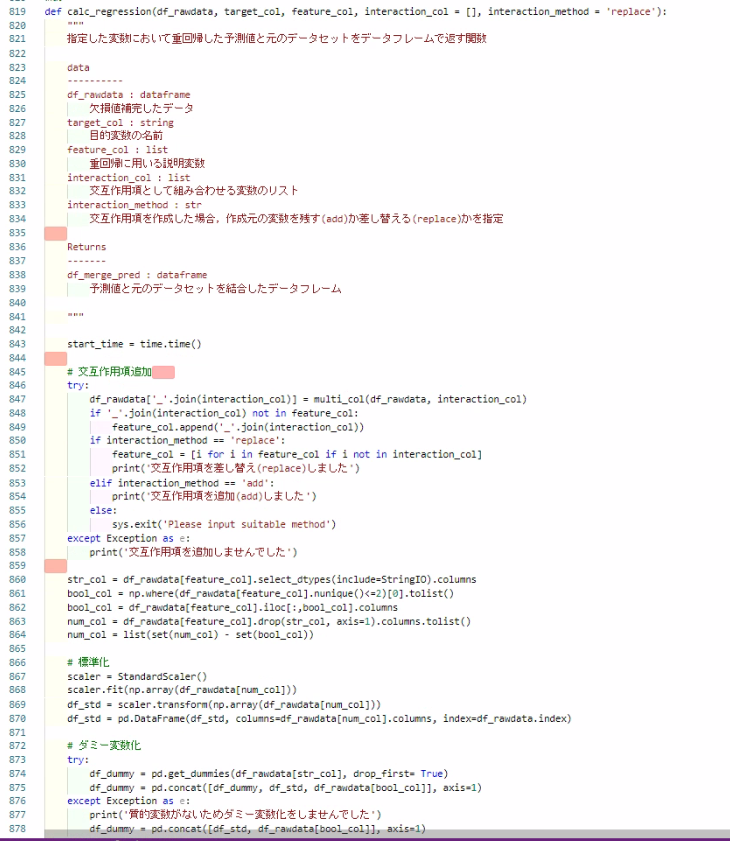 819 def calc_regression(df_rawdata, target_col, feature_col, interaction_col = [], interaction_method = 'replace'):
820 """
821 指定した変数において重回帰した予測値と元のデータセットをデータフレームで返す関数
822
823 data
824 ----------
825 df_rawdata : dataframe
826 欠損値補完したデータ
827 target_col : string
828 目的変数の名前
829 feature_col : list
830 重回帰に用いる説明変数
831 interaction_col : list
832 交互作用項として組み合わせる変数のリスト
833 interaction_method : str
834 交互作用項を作成した場合，作成元の変数を残す(add)か差し替える(replace)かを指定
835
836 Returns
837 -------
838 df_merge_pred : dataframe
839 予測値と元のデータセットを結合したデータフレーム
840
841 """
842
843 start_time = time.time()
844
845 # 交互作用項追加
846 try:
847 df_rawdata['_'.join(interaction_col)] = multi_col(df_rawdata, interaction_col)
848 if '_'.join(interaction_col) not in feature_col:
849 feature_col.append('_'.join(interaction_col))
850 if interaction_method == 'replace':
851 feature_col = [i for i in feature_col if i not in interaction_col]
852 print('交互作用項を差し替え(replace)しました')
853 elif interaction_method == 'add':
854 print('交互作用項を追加(add)しました')
855 else:
856 sys.exit('Please input suitable method')
857 except Exception as e:
858 print('交互作用項を追加しませんでした')
859
860 str_col = df_rawdata[feature_col].select_dtypes(include=StringIO).columns
861 bool_col = np.where(df_rawdata[feature_col].nunique()<=2)[0].tolist()
862 bool_col = df_rawdata[feature_col].iloc[:,bool_col].columns
863 num_col = df_rawdata[feature_col].drop(str_col, axis=1).columns.tolist()
864 num_col = list(set(num_col) - set(bool_col))
865
866 # 標準化
867 scaler = StandardScaler()
868 scaler.fit(np.array(df_rawdata[num_col]))
869 df_std = scaler.transform(np.array(df_rawdata[num_col]))
870 df_std = pd.DataFrame(df_std, columns=df_rawdata[num_col].columns, index=df_rawdata.index)
871
872 # ダミー変数化
873 try:
874 df_dummy = pd.get_dummies(df_rawdata[str_col], drop_first= True)
875 df_dummy = pd.concat([df_dummy, df_std, df_rawdata[bool_col]], axis=1)
876 except Exception as e:
877 print('質的変数がないためダミー変数化をしませんでした')
878 df_dummy = pd.concat([df_std, df_rawdata[bool_col]], axis=1)